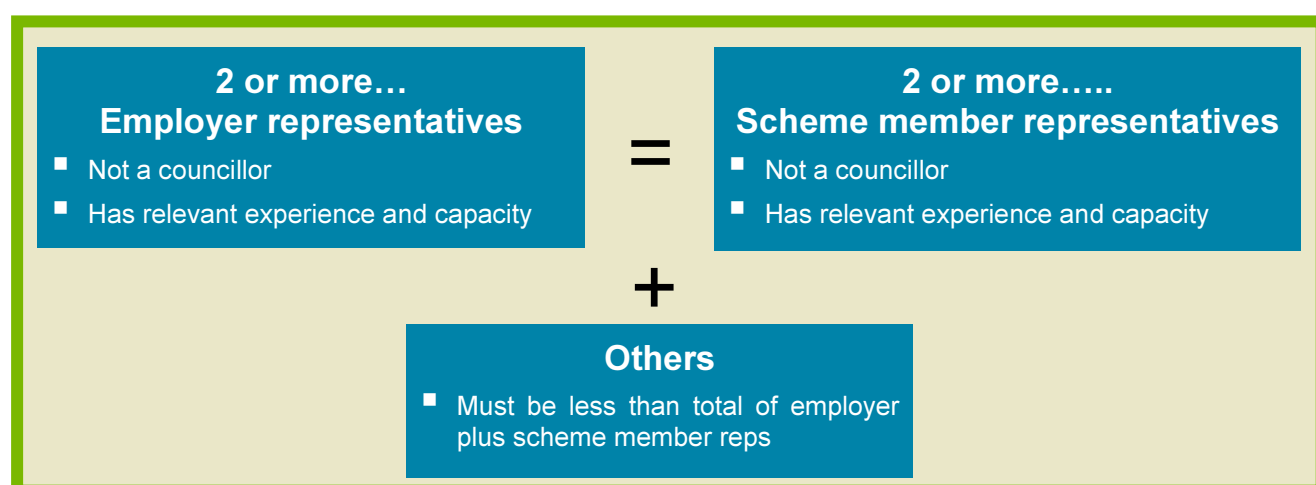 2 or more…
Employer representatives
▪ Not a councillor
▪ Has relevant experience and capacity
=
2 or more…..
Scheme member representatives
▪ Not a councillor
▪ Has relevant experience and capacity
+
Others
▪ Must be less than total of employer
plus scheme member reps